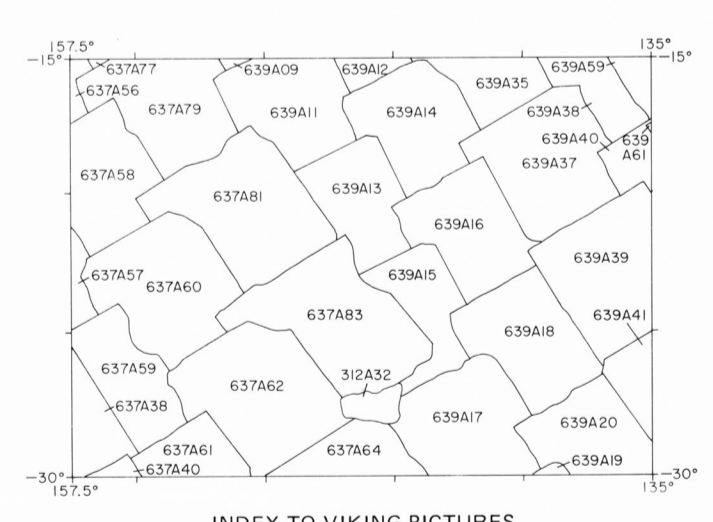 157.5° 135°
−15° −15°
637A77 639A09 639A12 639A59
637A56 639A35
637A79 639A11 639A14 639A38
639A40 639
A61
637A58 639A37
637A81 639A13
639A16
637A57 639A15 639A39
637A60
637A83 639A41
639A18
637A59 312A32
637A62
637A38 639A17
639A20
637A61 637A64
637A40 639A19
−30° −30°
157.5° 135°
INDEX TO VIKING PICTURES